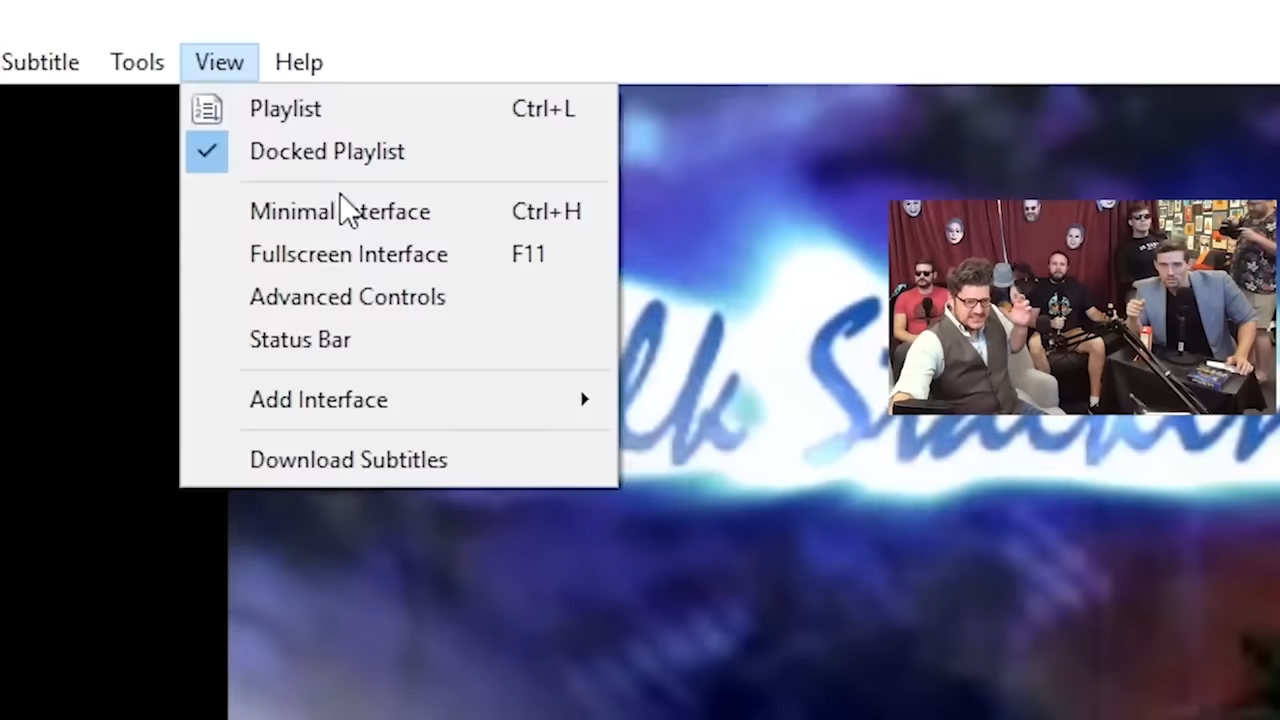 Subtitle Tools View Help
Playlist Ctrl+L
Docked Playlist
Minimal Interface Ctrl+H
Fullscreen Interface F11
Advanced Controls
Status Bar
Add Interface
Download Subtitles